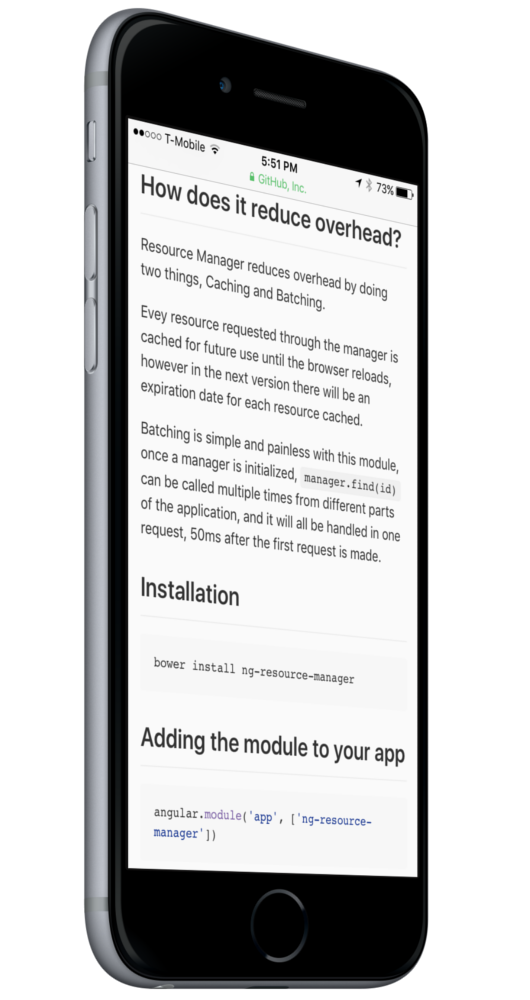 T-Mobile 5:51 PM 73%
GitHub, Inc.
How does it reduce overhead?
Resource Manager reduces overhead by doing
two things, Caching and Batching.
Evey resource requested through the manager is
cached for future use until the browser reloads,
however in the next version there will be an
expiration date for each resource cached.
Batching is simple and painless with this module,
once a manager is initialized, manager.find(id)
can be called multiple times from different parts
of the application, and it will all be handled in one
request, 50ms after the first request is made.
Installation
bower install ng-resource-manager
Adding the module to your app
angular.module('app', ['ng-resource-
manager'])